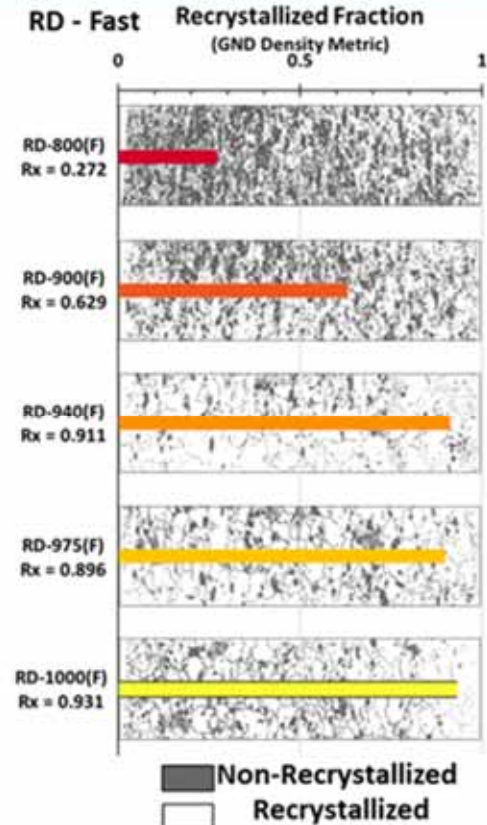 RD - Fast
Recrystallized Fraction
(GND Density Metric)
0 0.5 1
RD-800(F)
Rx = 0.272
RD-900(F)
Rx = 0.629
RD-940(F)
Rx = 0.911
RD-975(F)
Rx = 0.896
RD-1000(F)
Rx = 0.931
Non-Recrystallized
Recrystallized